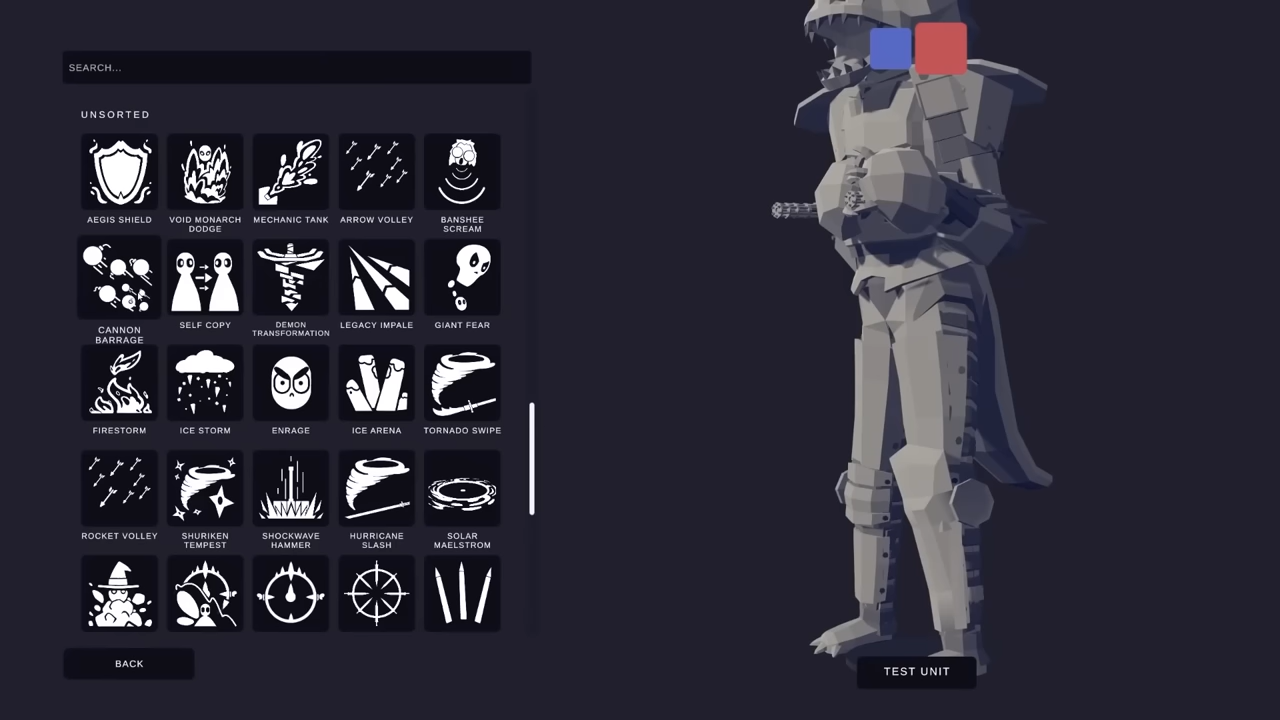 SEARCH...
UNSORTED
AEGIS SHIELD
VOID MONARCH
DODGE
MECHANIC TANK
ARROW VOLLEY
BANSHEE
SCREAM
CANNON
BARRAGE
SELF COPY
DEMON
TRANSFORMATION
LEGACY IMPALE
GIANT FEAR
FIRESTORM
ICE STORM
ENRAGE
ICE ARENA
TORNADO SWIPE
ROCKET VOLLEY
SHURIKEN
TEMPEST
SHOCKWAVE
HAMMER
HURRICANE
SLASH
SOLAR
MAELSTROM
BACK
TEST UNIT